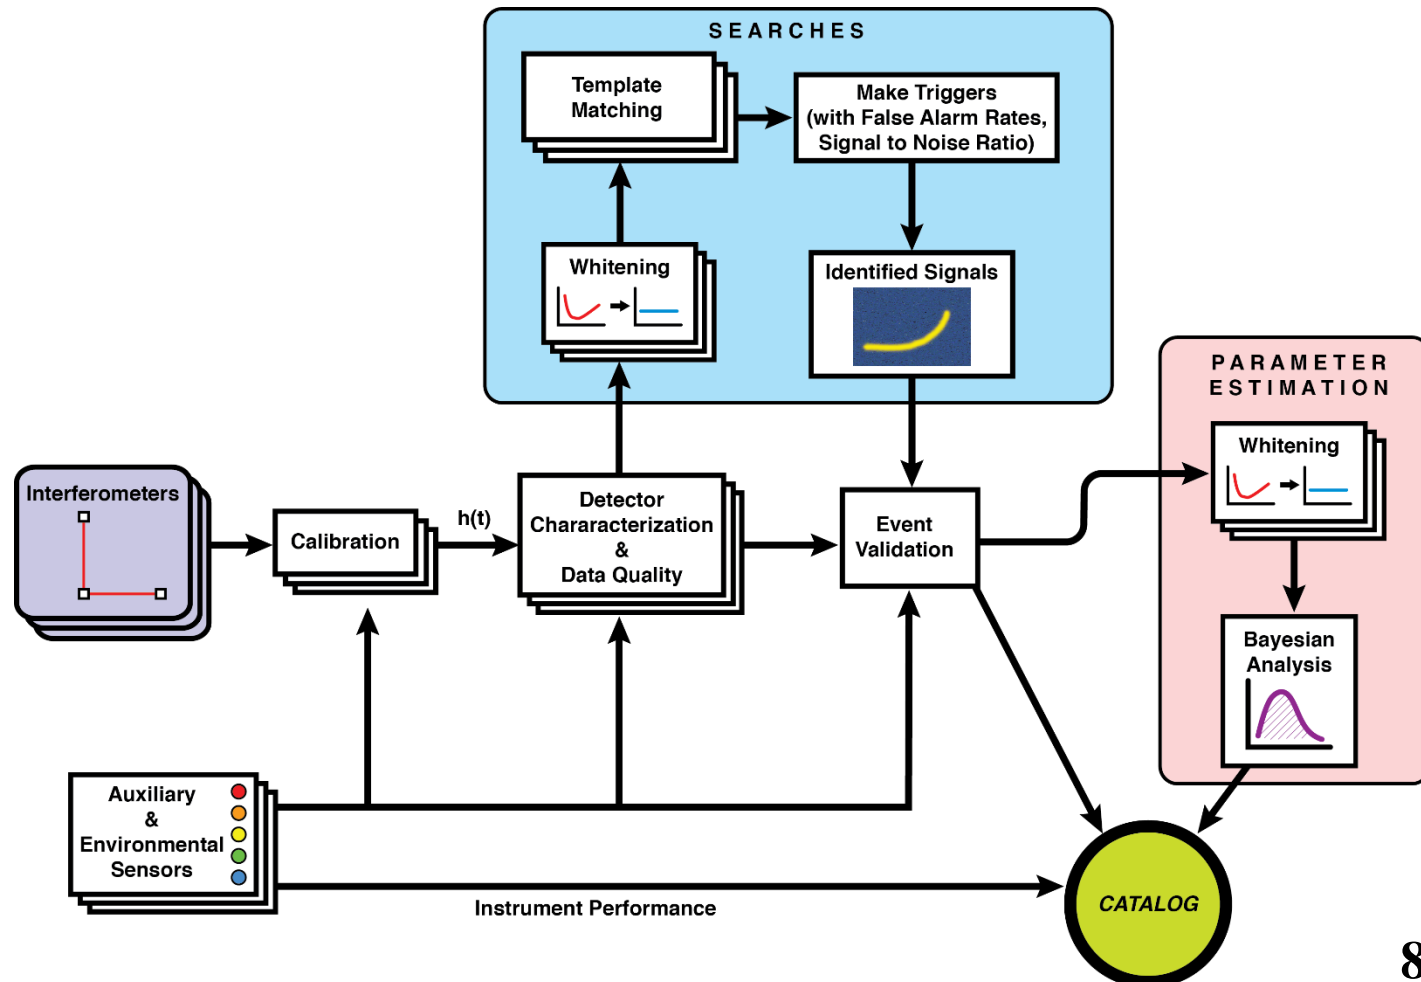 SEARCHES
Template
Matching
Make Triggers
(with False Alarm Rates,
Signal to Noise Ratio)
Whitening
Identified Signals
PARAMETER
ESTIMATION
Whitening
Interferometers
Calibration
h(t)
Detector
Chararacterization
&
Data Quality
Event
Validation
Bayesian
Analysis
Auxiliary
&
Environmental
Sensors
Instrument Performance
CATALOG
8